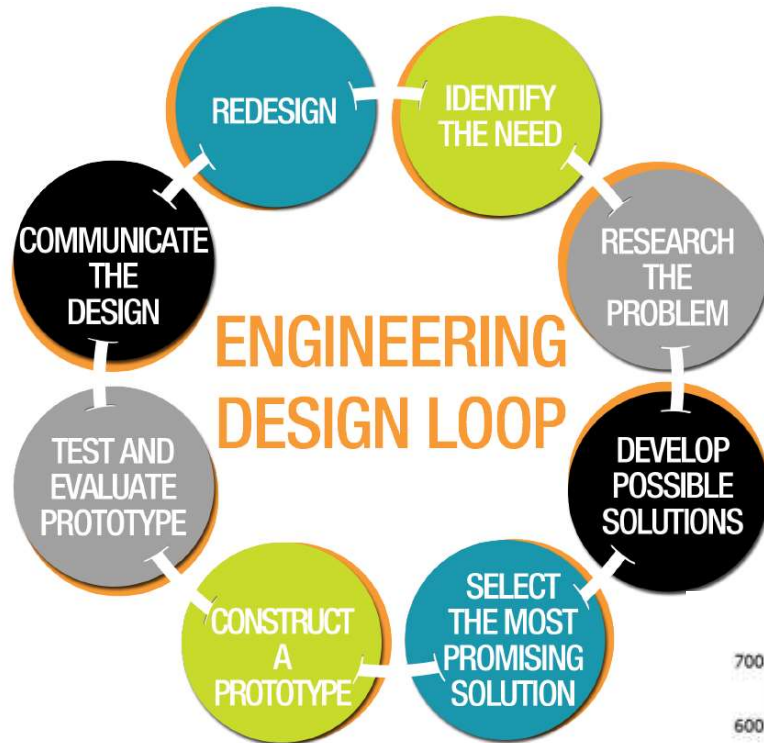 REDESIGN
IDENTIFY
THE NEED
RESEARCH
THE
PROBLEM
DEVELOP
POSSIBLE
SOLUTIONS
SELECT
THE MOST
PROMISING
SOLUTION
CONSTRUCT
A
PROTOTYPE
TEST AND
EVALUATE
PROTOTYPE
COMMUNICATE
THE
DESIGN
ENGINEERING
DESIGN LOOP
700
600